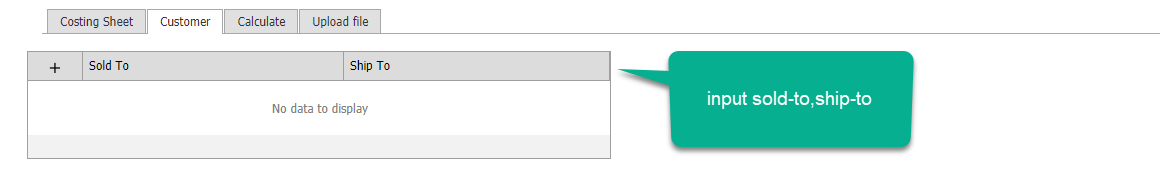 Costing Sheet Customer Calculate Upload file
+ Sold To Ship To
No data to display
input sold-to,ship-to